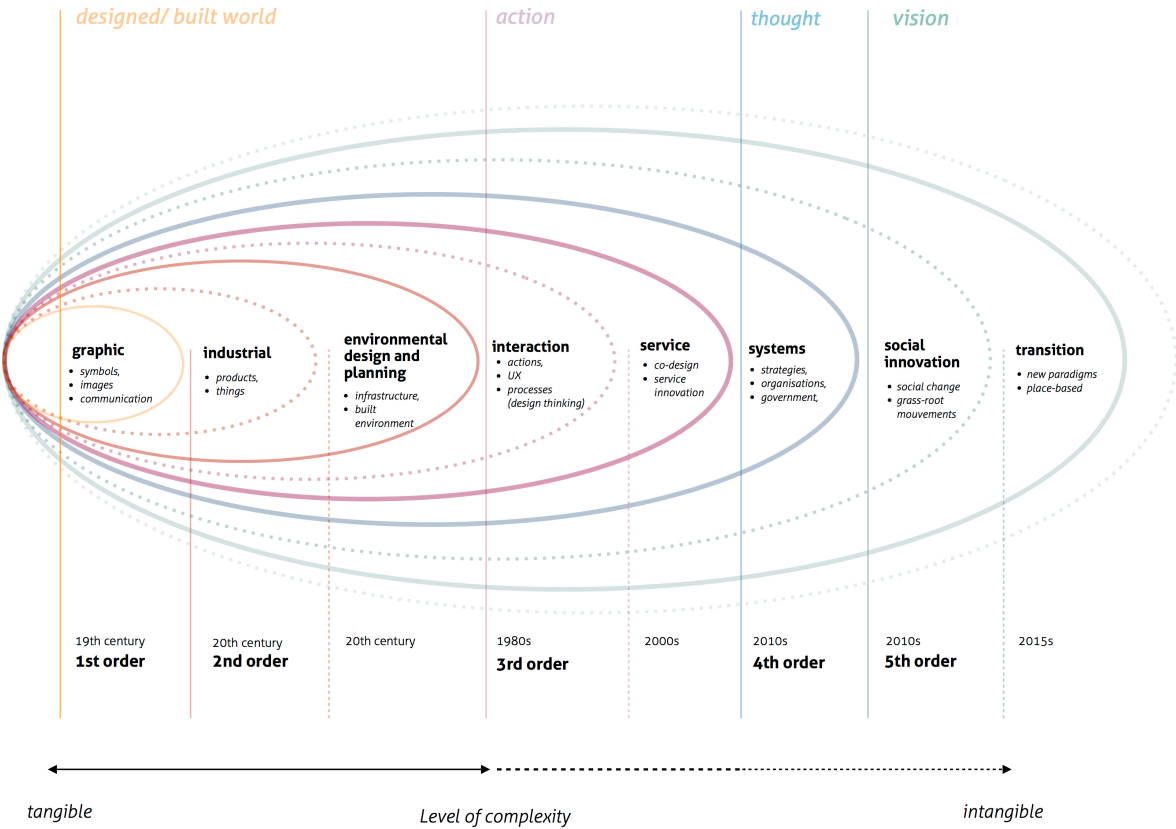 designed/ built world
action
thought
vision
graphic
• symbols,
• images
• communication
industrial
• products,
• things
environmental
design and
planning
• infrastructure,
• built
environment
interaction
• actions,
• UX
• processes
(design thinking)
service
• co-design
• service
innovation
systems
• strategies,
• organisations,
• government,
social
innovation
• social change
• grass-root
mouvements
transition
• new paradigms
• place-based
19th century
1st order
20th century
2nd order
20th century
1980s
3rd order
2000s
2010s
4th order
2010s
5th order
2015s
tangible
Level of complexity
intangible